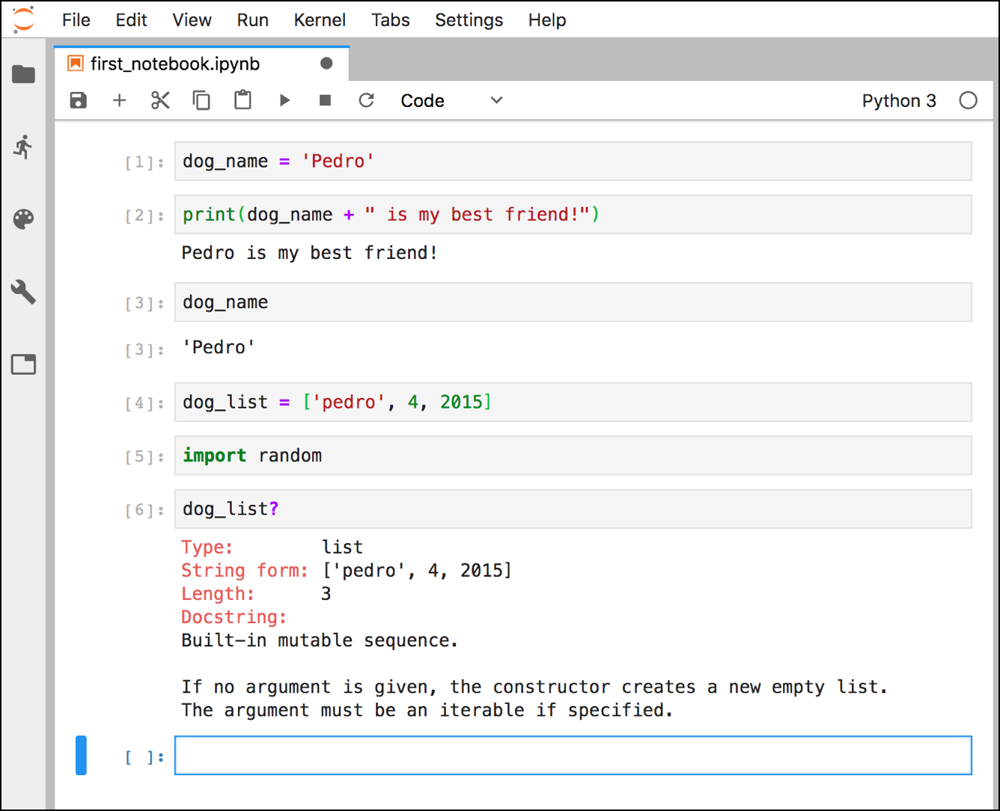 File Edit View Run Kernel Tabs Settings Help
first_notebook.ipynb
Code Python 3
[1]: dog_name = 'Pedro'
[2]: print(dog_name + " is my best friend!")
Pedro is my best friend!
[3]: dog_name
[3]: 'Pedro'
[4]: dog_list = ['pedro', 4, 2015]
[5]: import random
[6]: dog_list?
Type: list
String form: ['pedro', 4, 2015]
Length: 3
Docstring:
Built-in mutable sequence.
If no argument is given, the constructor creates a new empty list.
The argument must be an iterable if specified.
[ ]: